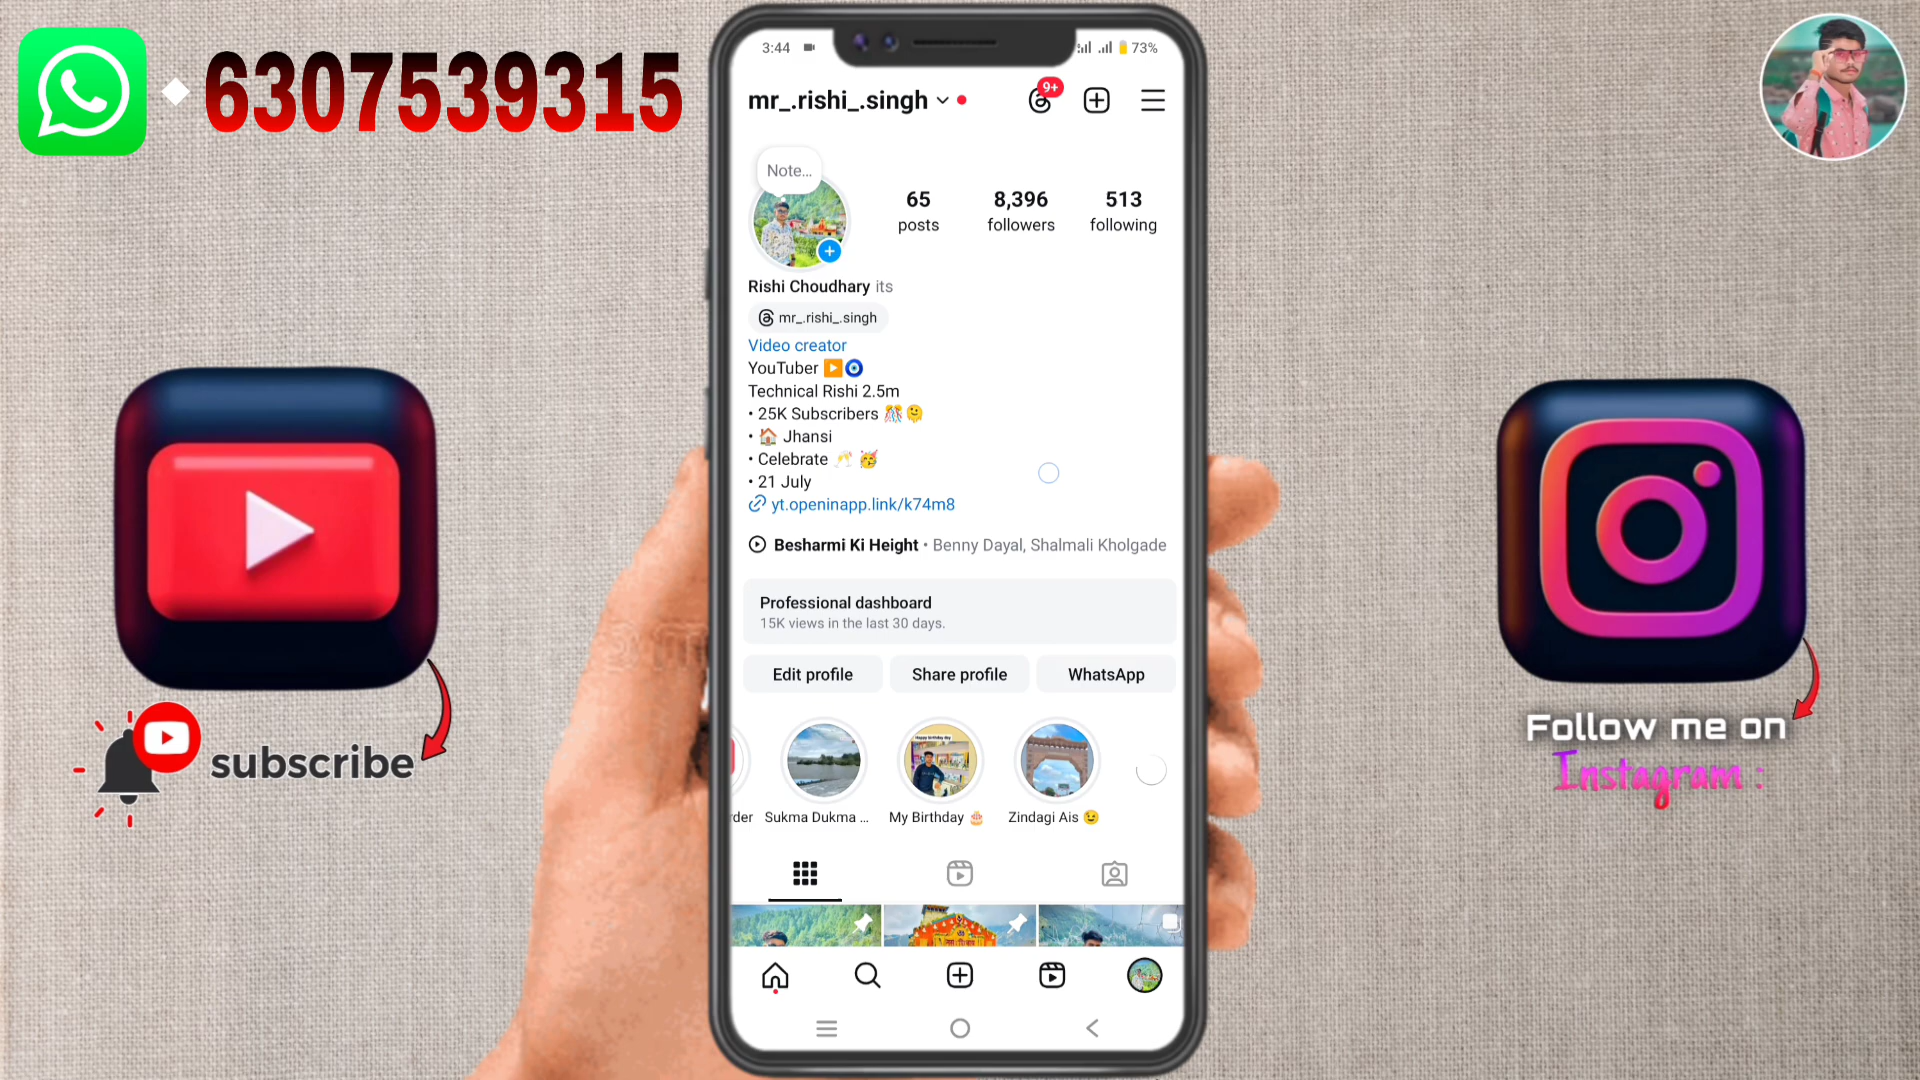 6307539315
3:44
73%
mr_.rishi_.singh
9+
Note...
65
posts
8,396
followers
513
following
Rishi Choudhary its
mr_.rishi_.singh
Video creator
YouTuber ▶️🧿
Technical Rishi 2.5m
• 25K Subscribers 🎊🫠
• 🏠 Jhansi
• Celebrate 🥂 🥳
• 21 July
yt.openinapp.link/k74m8
Besharmi Ki Height • Benny Dayal, Shalmali Kholgade
Professional dashboard
15K views in the last 30 days.
Edit profile
Share profile
WhatsApp
rder
Sukma Dukma ...
My Birthday 🎂
Zindagi Ais 😉
subscribe
Follow me on
Instagram :